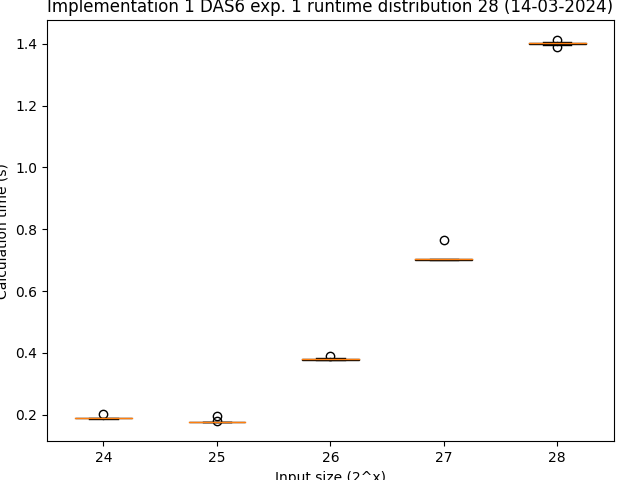 Implementation 1 DAS6 exp. 1 runtime distribution 28 (14-03-2024)
Calculation time (s)
1.4
1.2
1.0
0.8
0.6
0.4
0.2
24 25 26 27 28
Input size (2^x)